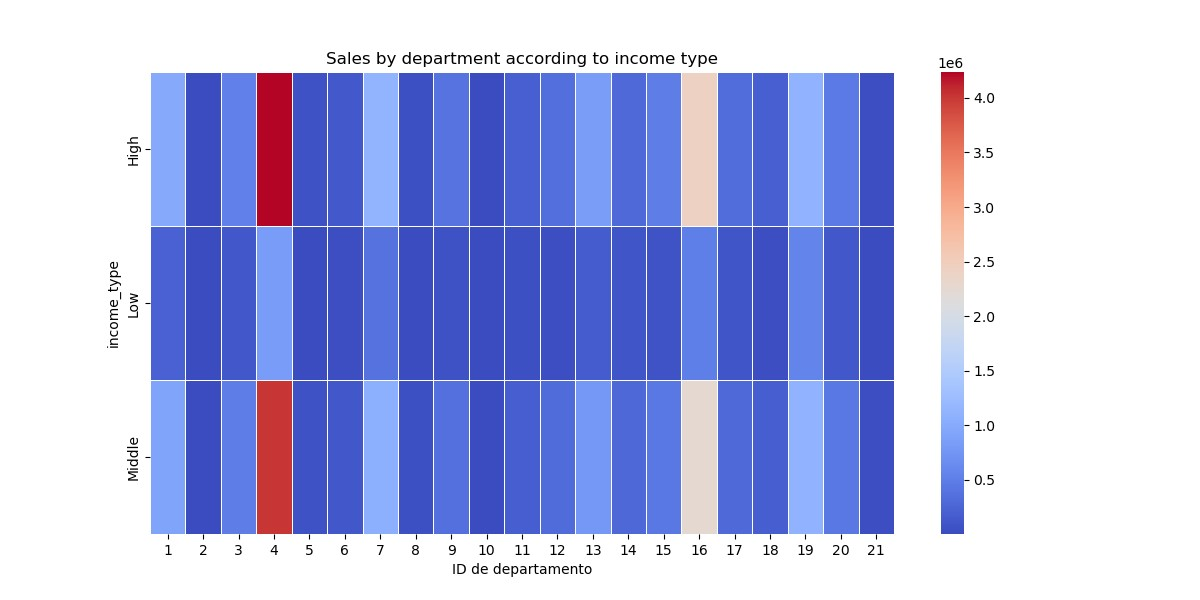 Sales by department according to income type
1e6
4.0
3.5
3.0
2.5
2.0
1.5
1.0
0.5
income_type
High
Low
Middle
1 2 3 4 5 6 7 8 9 10 11 12 13 14 15 16 17 18 19 20 21
ID de departamento